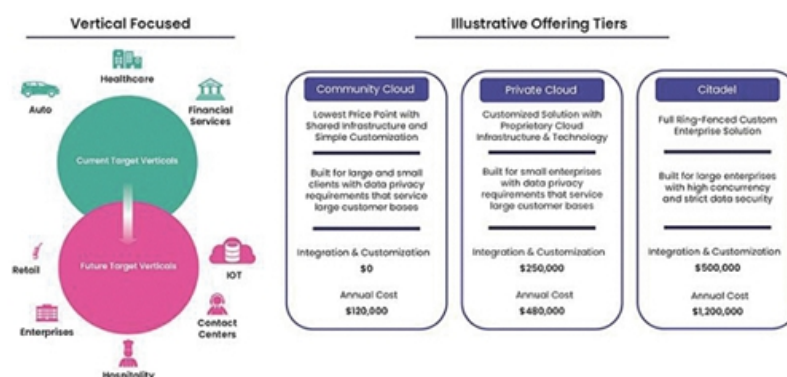 Vertical Focused
Healthcare
Auto
Financial
Services
Current Target Verticals
Future Target Verticals
Retail
IOT
Enterprises
Contact
Centers
Hospitality
Illustrative Offering Tiers
Community Cloud
Lowest Price Point with
Shared Infrastructure and
Simple Customization
Built for large and small
clients with data privacy
requirements that service
large customer bases
Integration & Customization
$0
Annual Cost
$120,000
Private Cloud
Customized Solution with
Proprietary Cloud
Infrastructure & Technology
Built for small enterprises
with data privacy
requirements that service
large customer bases
Integration & Customization
$250,000
Annual Cost
$480,000
Citadel
Full Ring-Fenced Custom
Enterprise Solution
Built for large enterprises
with high concurrency
and strict data security
Integration & Customization
$500,000
Annual Cost
$1,200,000